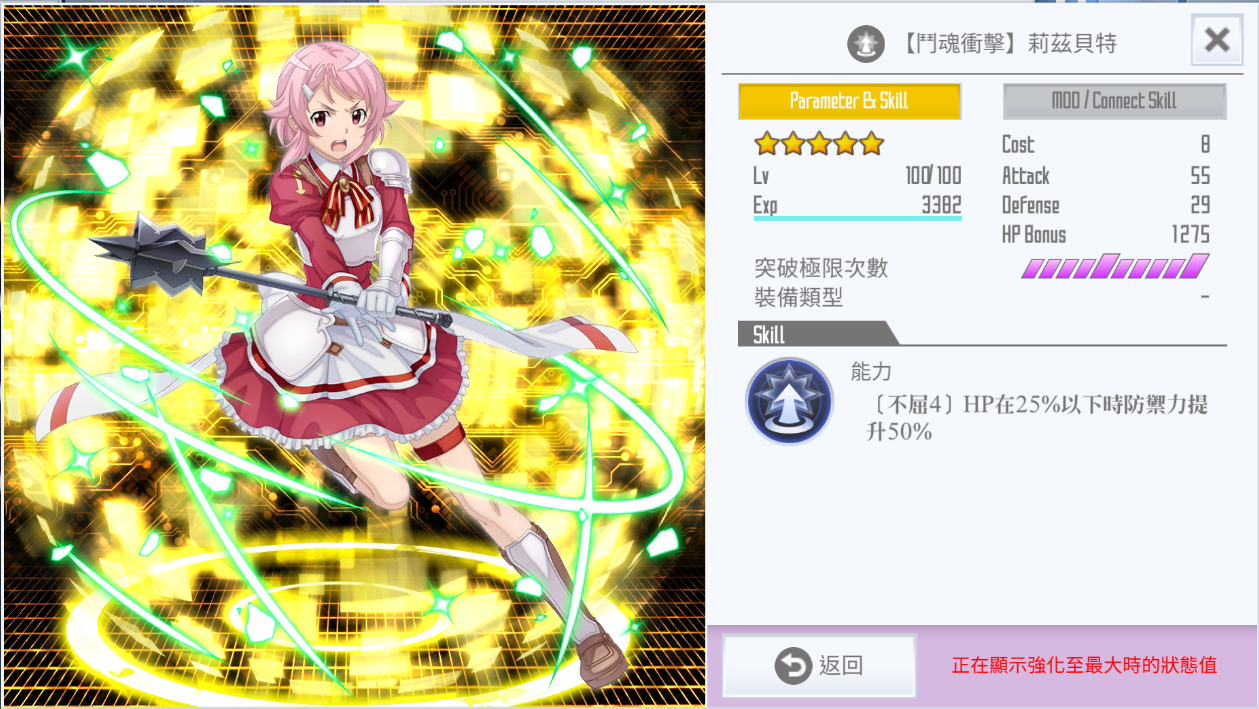 【鬥魂衝擊】莉茲貝特
Parameter & Skill
MOD / Connect Skill
Lv 100/100
Exp 3382
Cost 8
Attack 55
Defense 29
HP Bonus 1275
突破極限次數
裝備類型 -
Skill
能力
〔不屈4〕HP在25%以下時防禦力提
升50%
返回
正在顯示強化至最大時的狀態值